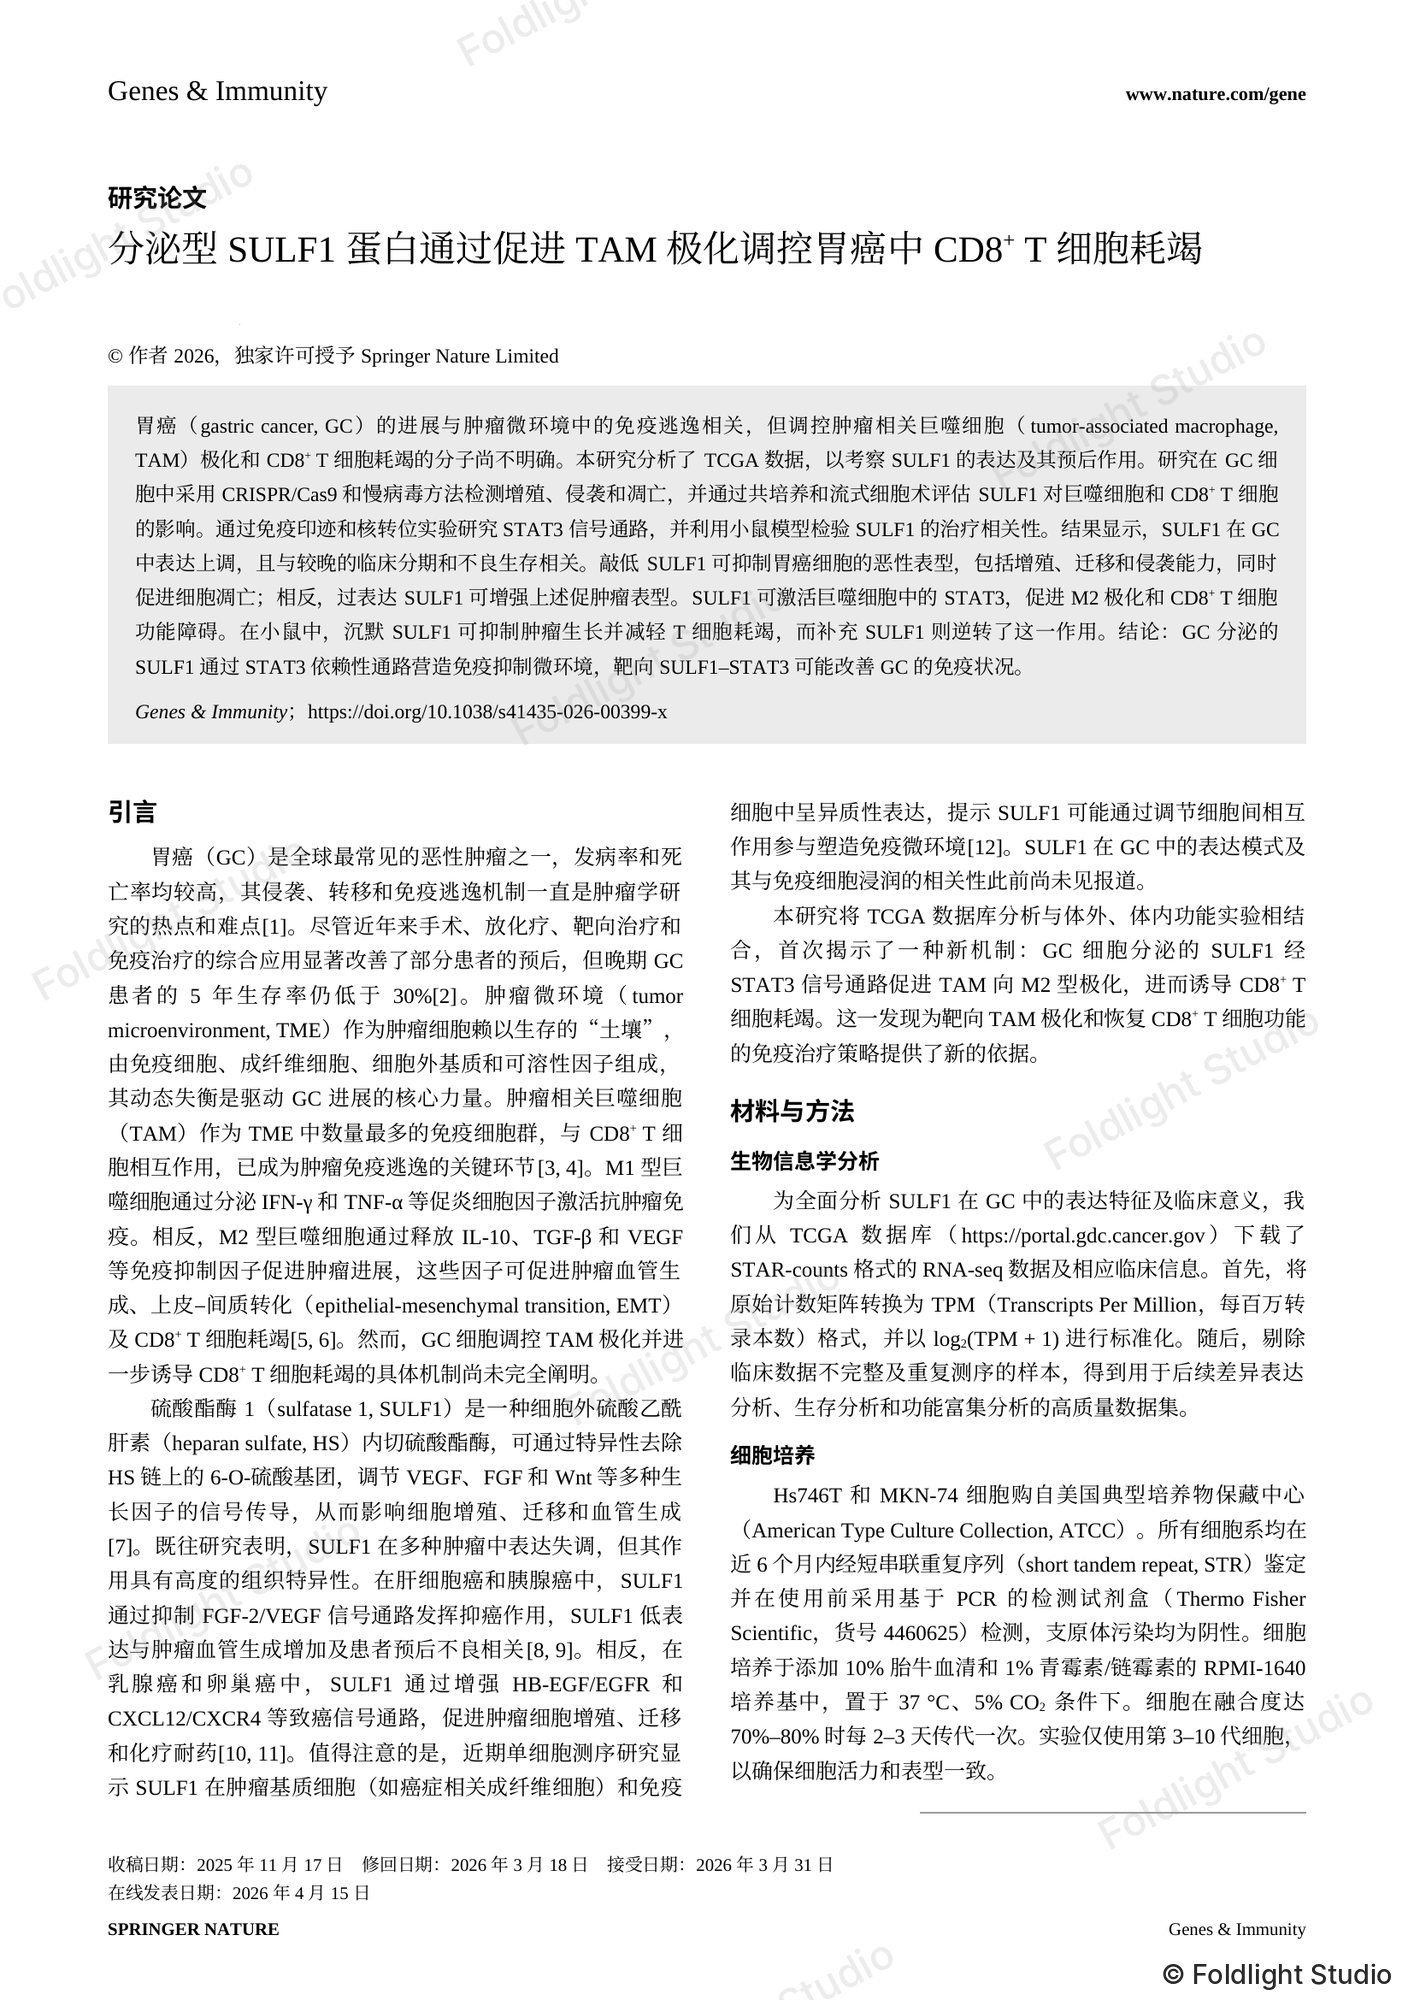 Genes & Immunity
www.nature.com/gene
研究论文
分泌型 SULF1 蛋白通过促进 TAM 极化调控胃癌中 CD8⁺ T 细胞耗竭
© 作者 2026，独家许可授予 Springer Nature Limited
胃癌（gastric cancer, GC）的进展与肿瘤微环境中的免疫逃逸相关，但调控肿瘤相关巨噬细胞（tumor-associated macrophage,
TAM）极化和 CD8⁺ T 细胞耗竭的分子尚不明确。本研究分析了 TCGA 数据，以考察 SULF1 的表达及其预后作用。研究在 GC 细
胞中采用 CRISPR/Cas9 和慢病毒方法检测增殖、侵袭和凋亡，并通过共培养和流式细胞术评估 SULF1 对巨噬细胞和 CD8⁺ T 细胞
的影响。通过免疫印迹和核转位实验研究 STAT3 信号通路，并利用小鼠模型检验 SULF1 的治疗相关性。结果显示，SULF1 在 GC
中表达上调，且与较晚的临床分期和不良生存相关。敲低 SULF1 可抑制胃癌细胞的恶性表型，包括增殖、迁移和侵袭能力，同时
促进细胞凋亡；相反，过表达 SULF1 可增强上述促肿瘤表型。SULF1 可激活巨噬细胞中的 STAT3，促进 M2 极化和 CD8⁺ T 细胞
功能障碍。在小鼠中，沉默 SULF1 可抑制肿瘤生长并减轻 T 细胞耗竭，而补充 SULF1 则逆转了这一作用。结论：GC 分泌的
SULF1 通过 STAT3 依赖性通路营造免疫抑制微环境，靶向 SULF1–STAT3 可能改善 GC 的免疫状况。
Genes & Immunity；https://doi.org/10.1038/s41435-026-00399-x
引言
胃癌（GC）是全球最常见的恶性肿瘤之一，发病率和死
亡率均较高，其侵袭、转移和免疫逃逸机制一直是肿瘤学研
究的热点和难点[1]。尽管近年来手术、放化疗、靶向治疗和
免疫治疗的综合应用显著改善了部分患者的预后，但晚期 GC
患者的 5 年生存率仍低于 30%[2]。肿瘤微环境（tumor
microenvironment, TME）作为肿瘤细胞赖以生存的“土壤”，
由免疫细胞、成纤维细胞、细胞外基质和可溶性因子组成，
其动态失衡是驱动 GC 进展的核心力量。肿瘤相关巨噬细胞
（TAM）作为 TME 中数量最多的免疫细胞群，与 CD8⁺ T 细
胞相互作用，已成为肿瘤免疫逃逸的关键环节[3, 4]。M1 型巨
噬细胞通过分泌 IFN-γ 和 TNF-α 等促炎细胞因子激活抗肿瘤免
疫。相反，M2 型巨噬细胞通过释放 IL-10、TGF-β 和 VEGF
等免疫抑制因子促进肿瘤进展，这些因子可促进肿瘤血管生
成、上皮–间质转化（epithelial-mesenchymal transition, EMT）
及 CD8⁺ T 细胞耗竭[5, 6]。然而，GC 细胞调控 TAM 极化并进
一步诱导 CD8⁺ T 细胞耗竭的具体机制尚未完全阐明。
硫酸酯酶 1（sulfatase 1, SULF1）是一种细胞外硫酸乙酰
肝素（heparan sulfate, HS）内切硫酸酯酶，可通过特异性去除
HS 链上的 6-O-硫酸基团，调节 VEGF、FGF 和 Wnt 等多种生
长因子的信号传导，从而影响细胞增殖、迁移和血管生成
[7]。既往研究表明，SULF1 在多种肿瘤中表达失调，但其作
用具有高度的组织特异性。在肝细胞癌和胰腺癌中，SULF1
通过抑制 FGF-2/VEGF 信号通路发挥抑癌作用，SULF1 低表
达与肿瘤血管生成增加及患者预后不良相关[8, 9]。相反，在
乳腺癌和卵巢癌中，SULF1 通过增强 HB-EGF/EGFR 和
CXCL12/CXCR4 等致癌信号通路，促进肿瘤细胞增殖、迁移
和化疗耐药[10, 11]。值得注意的是，近期单细胞测序研究显
示 SULF1 在肿瘤基质细胞（如癌症相关成纤维细胞）和免疫
细胞中呈异质性表达，提示 SULF1 可能通过调节细胞间相互
作用参与塑造免疫微环境[12]。SULF1 在 GC 中的表达模式及
其与免疫细胞浸润的相关性此前尚未见报道。
本研究将 TCGA 数据库分析与体外、体内功能实验相结
合，首次揭示了一种新机制：GC 细胞分泌的 SULF1 经
STAT3 信号通路促进 TAM 向 M2 型极化，进而诱导 CD8⁺ T
细胞耗竭。这一发现为靶向 TAM 极化和恢复 CD8⁺ T 细胞功能
的免疫治疗策略提供了新的依据。
材料与方法
生物信息学分析
为全面分析 SULF1 在 GC 中的表达特征及临床意义，我
们从 TCGA 数据库（https://portal.gdc.cancer.gov）下载了
STAR-counts 格式的 RNA-seq 数据及相应临床信息。首先，将
原始计数矩阵转换为 TPM（Transcripts Per Million，每百万转
录本数）格式，并以 log₂(TPM + 1) 进行标准化。随后，剔除
临床数据不完整及重复测序的样本，得到用于后续差异表达
分析、生存分析和功能富集分析的高质量数据集。
细胞培养
Hs746T 和 MKN-74 细胞购自美国典型培养物保藏中心
（American Type Culture Collection, ATCC）。所有细胞系均在
近 6 个月内经短串联重复序列（short tandem repeat, STR）鉴定
并在使用前采用基于 PCR 的检测试剂盒（Thermo Fisher
Scientific，货号 4460625）检测，支原体污染均为阴性。细胞
培养于添加 10% 胎牛血清和 1% 青霉素/链霉素的 RPMI-1640
培养基中，置于 37 °C、5% CO₂ 条件下。细胞在融合度达
70%–80% 时每 2–3 天传代一次。实验仅使用第 3–10 代细胞，
以确保细胞活力和表型一致。
收稿日期：2025 年 11 月 17 日 修回日期：2026 年 3 月 18 日 接受日期：2026 年 3 月 31 日
在线发表日期：2026 年 4 月 15 日
SPRINGER NATURE
Genes & Immunity
© Foldlight Studio